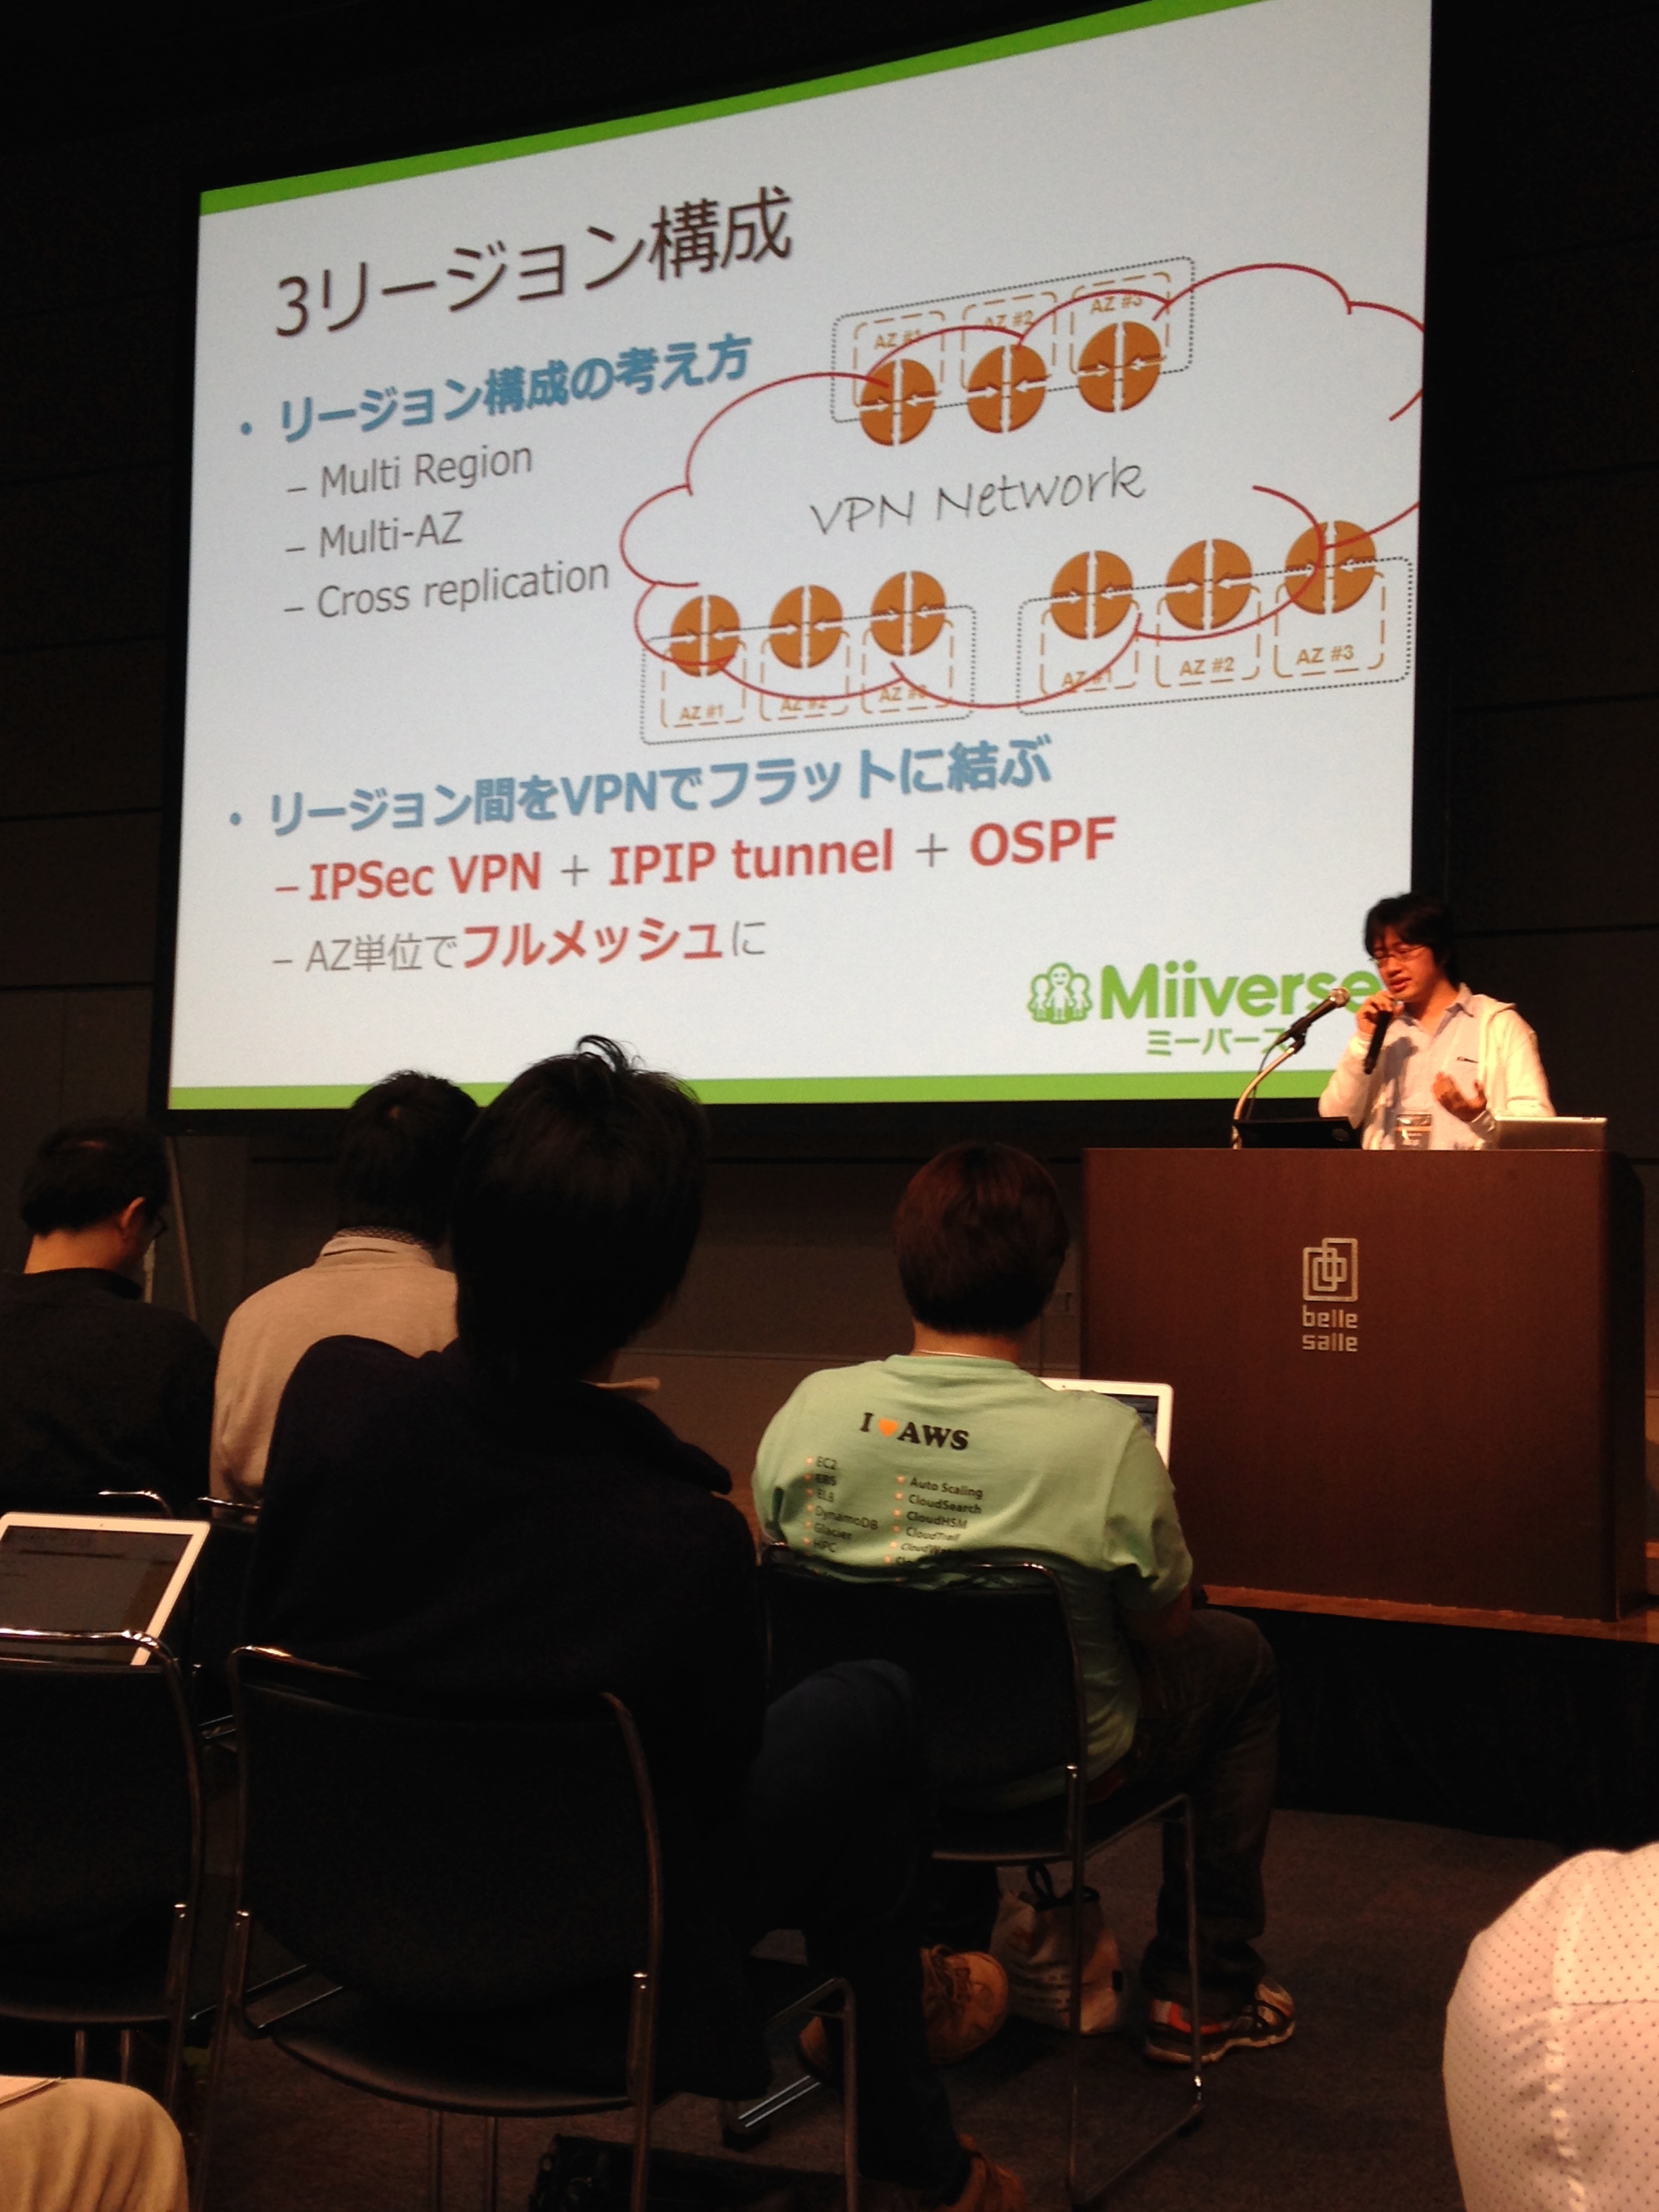 3リージョン構成
• リージョン構成の考え方
– Multi Region
– Multi-AZ
– Cross replication
AZ #1 AZ #2 AZ #3
VPN Network
AZ #1 AZ #2 AZ #3
AZ #1 AZ #2 AZ #3
• リージョン間をVPNでフラットに結ぶ
– IPSec VPN + IPIP tunnel + OSPF
– AZ単位でフルメッシュに
Miiverse
ミーバース
belle
salle
I ♥ AWS
EC2
EBS
ELB
DynamoDB
Glacier
HPC
Auto Scaling
CloudSearch
CloudHSM
CloudTrail